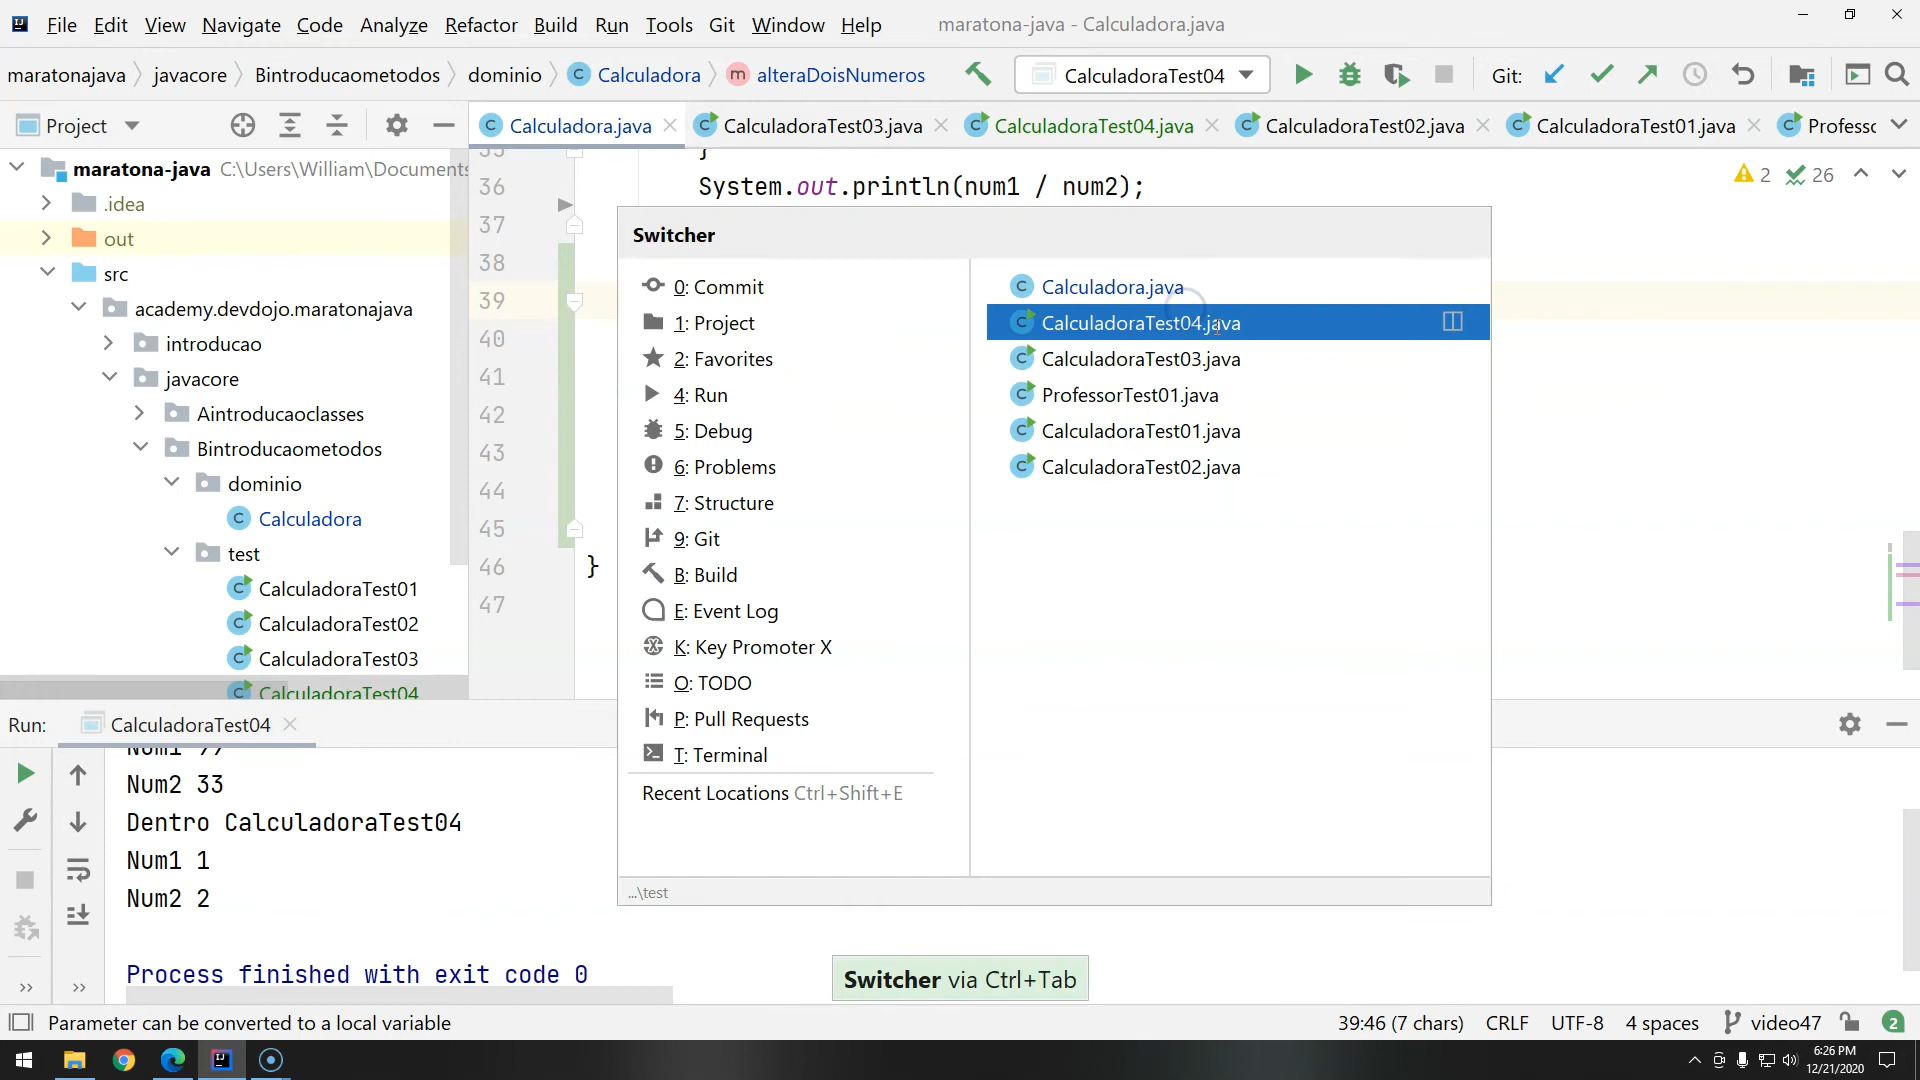 File Edit View Navigate Code Analyze Refactor Build Run Tools Git Window Help maratona-java - Calculadora.java
maratonajava javacore Bintroducaometodos dominio Calculadora alteraDoisNumeros CalculadoraTest04 Git:
Project
Calculadora.java CalculadoraTest03.java CalculadoraTest04.java CalculadoraTest02.java CalculadoraTest01.java Professo
maratona-java C:\Users\William\Documents
.idea
out
src
academy.devdojo.maratonajava
introducao
javacore
Aintroducaoclasses
Bintroducaometodos
dominio
Calculadora
test
CalculadoraTest01
CalculadoraTest02
CalculadoraTest03
CalculadoraTest04
35 }
36 System.out.println(num1 / num2);
37
38
39
40
41
42
43
44
45
46 }
47
2 26
Switcher
0: Commit
1: Project
2: Favorites
4: Run
5: Debug
6: Problems
7: Structure
9: Git
B: Build
E: Event Log
K: Key Promoter X
O: TODO
P: Pull Requests
T: Terminal
Recent Locations Ctrl+Shift+E
Calculadora.java
CalculadoraTest04.java
CalculadoraTest03.java
ProfessorTest01.java
CalculadoraTest01.java
CalculadoraTest02.java
...\test
Run: CalculadoraTest04
Num1 77
Num2 33
Dentro CalculadoraTest04
Num1 1
Num2 2
Process finished with exit code 0
Switcher via Ctrl+Tab
Parameter can be converted to a local variable 39:46 (7 chars) CRLF UTF-8 4 spaces video47 2
6:26 PM
12/21/2020